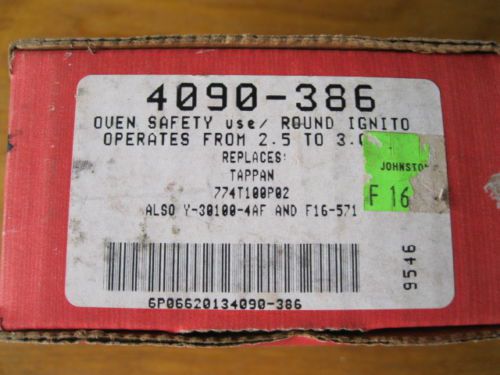 4090-386
OVEN SAFETY use/ ROUND IGNITO
OPERATES FROM 2.5 TO 3.
REPLACES:
TAPPAN
774T100P02
ALSO Y-30100-4AF AND F16-571
JOHNSTO
F 16
6P06620134090-386
9546